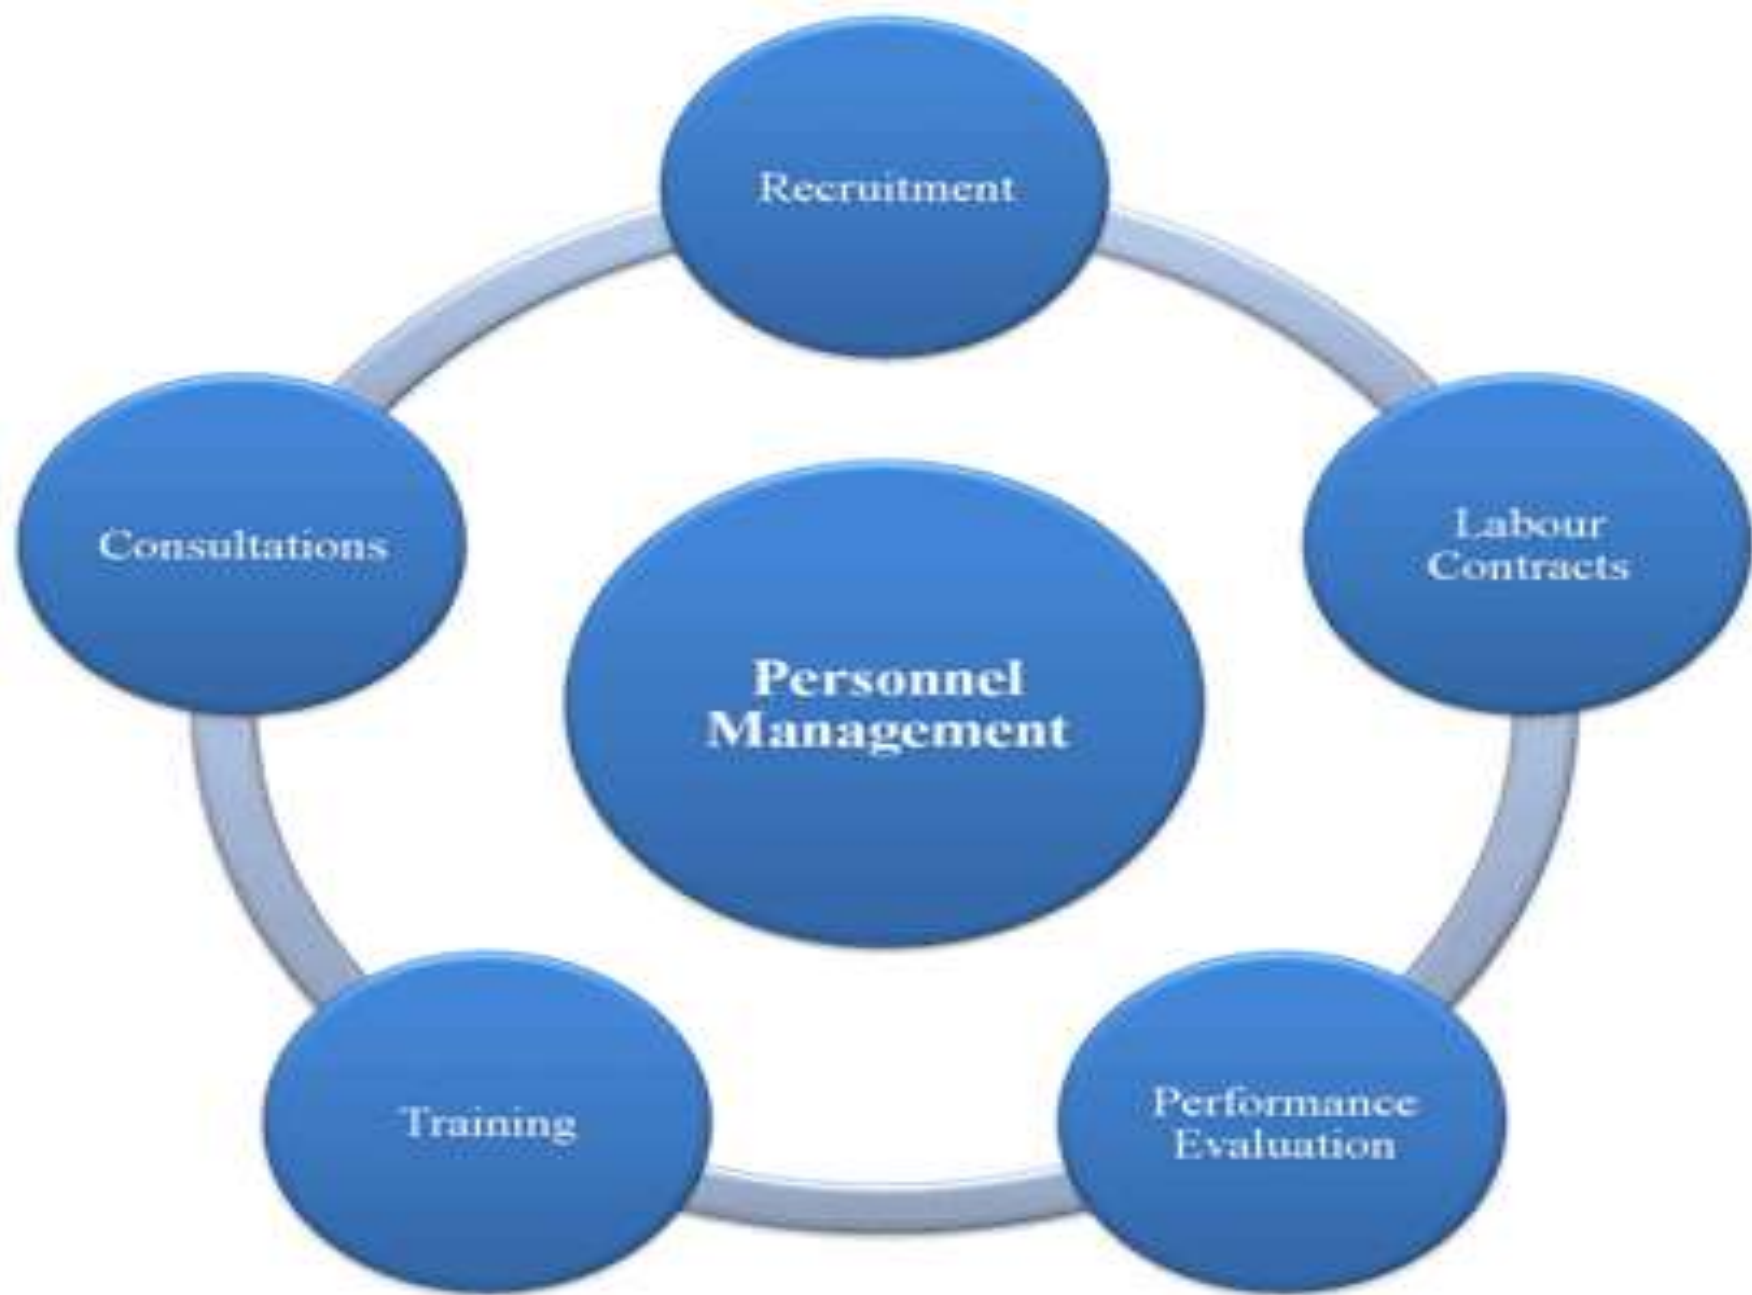 Recruitment
Consultations
Labour
Contracts
Personnel
Management
Training
Performance
Evaluation